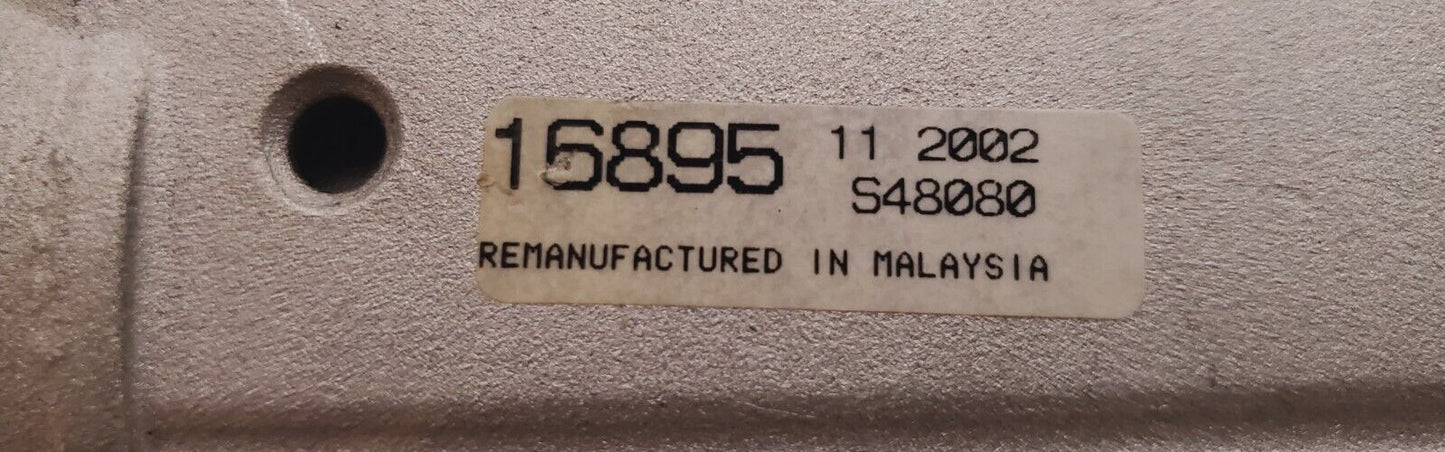 16895 11 2002
S48080
REMANUFACTURED IN MALAYSIA